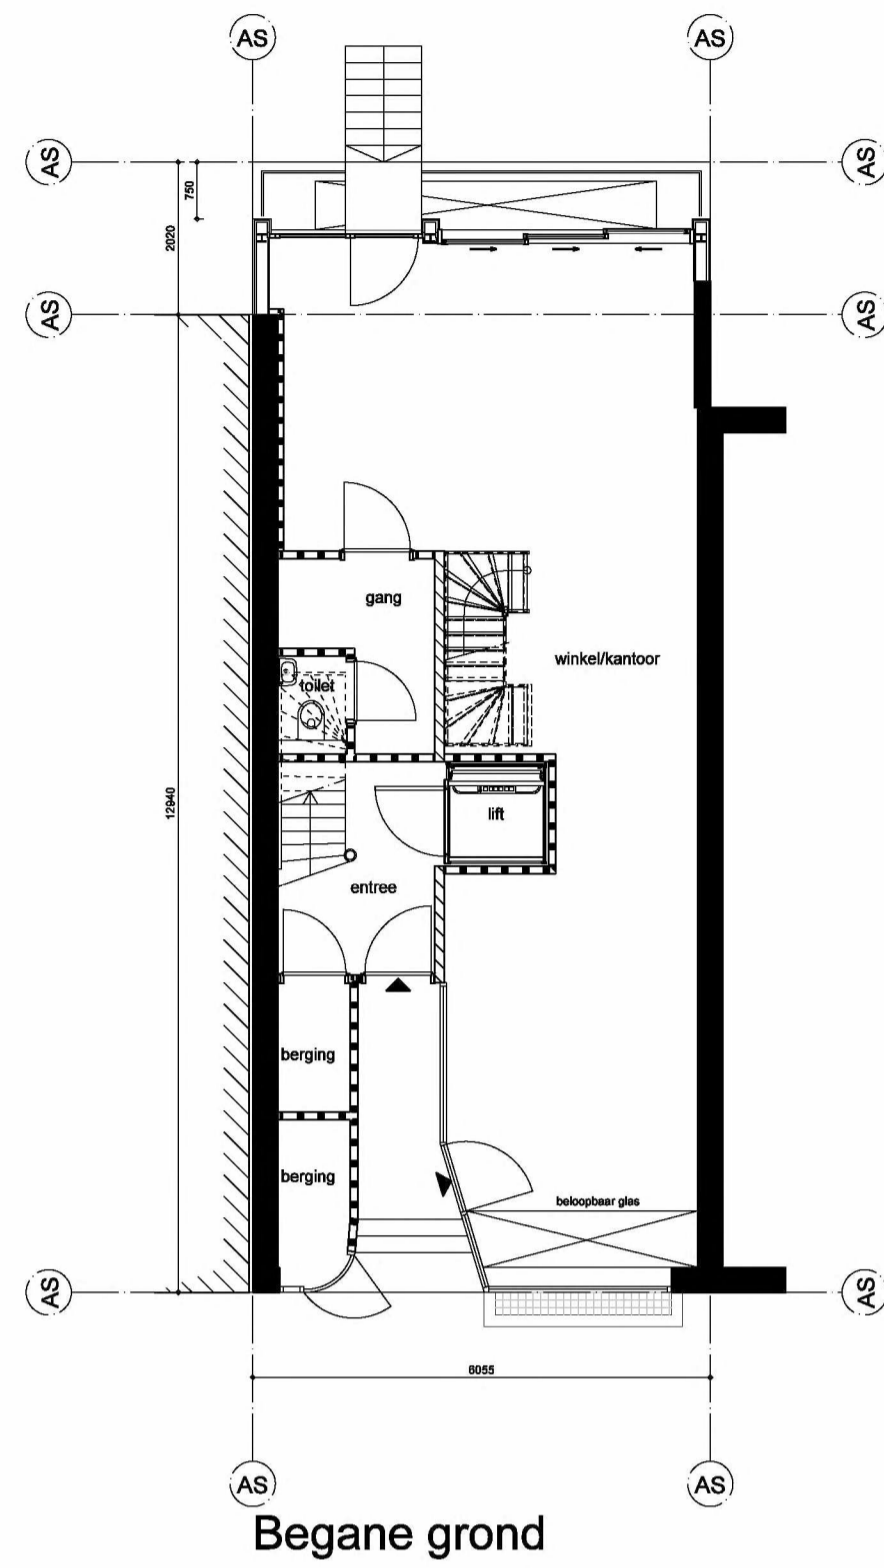 AS
AS
AS
AS
750
2020
AS
AS
gang
winkel/kantoor
toilet
12940
lift
entree
berging
berging
beloopbaar glas
AS
AS
6055
AS
AS
Begane grond